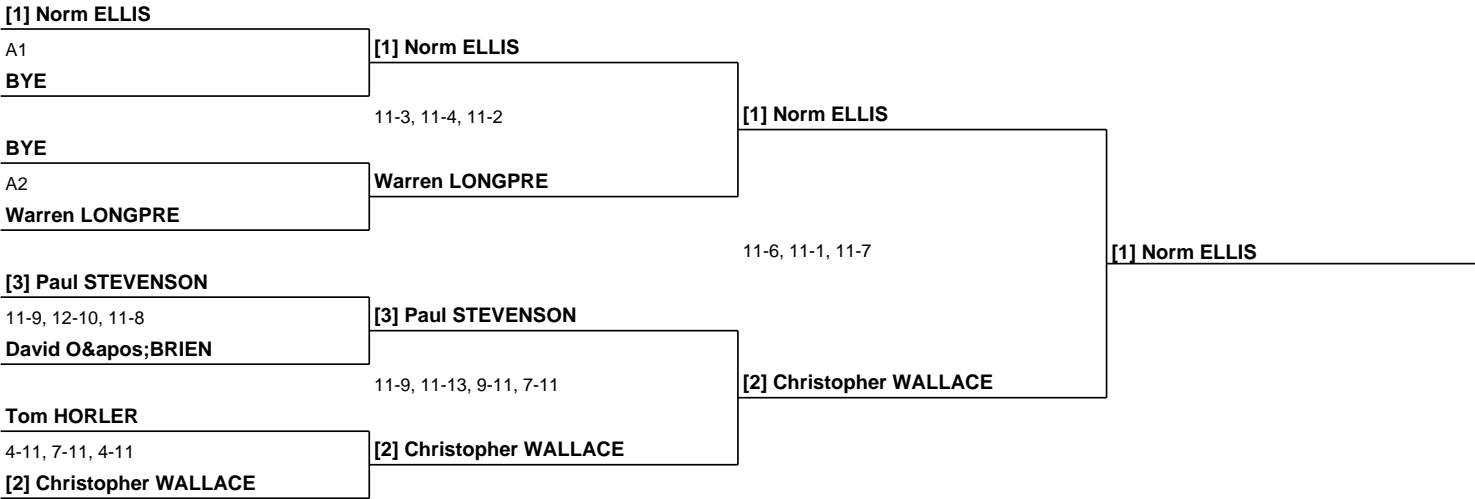 [1] Norm ELLIS
A1
BYE
BYE
A2
Warren LONGPRE
[3] Paul STEVENSON
11-9, 12-10, 11-8
David O&apos;BRIEN
Tom HORLER
4-11, 7-11, 4-11
[2] Christopher WALLACE
[1] Norm ELLIS
11-3, 11-4, 11-2
Warren LONGPRE
[3] Paul STEVENSON
11-9, 11-13, 9-11, 7-11
[2] Christopher WALLACE
[1] Norm ELLIS
11-6, 11-1, 11-7
[2] Christopher WALLACE
[1] Norm ELLIS